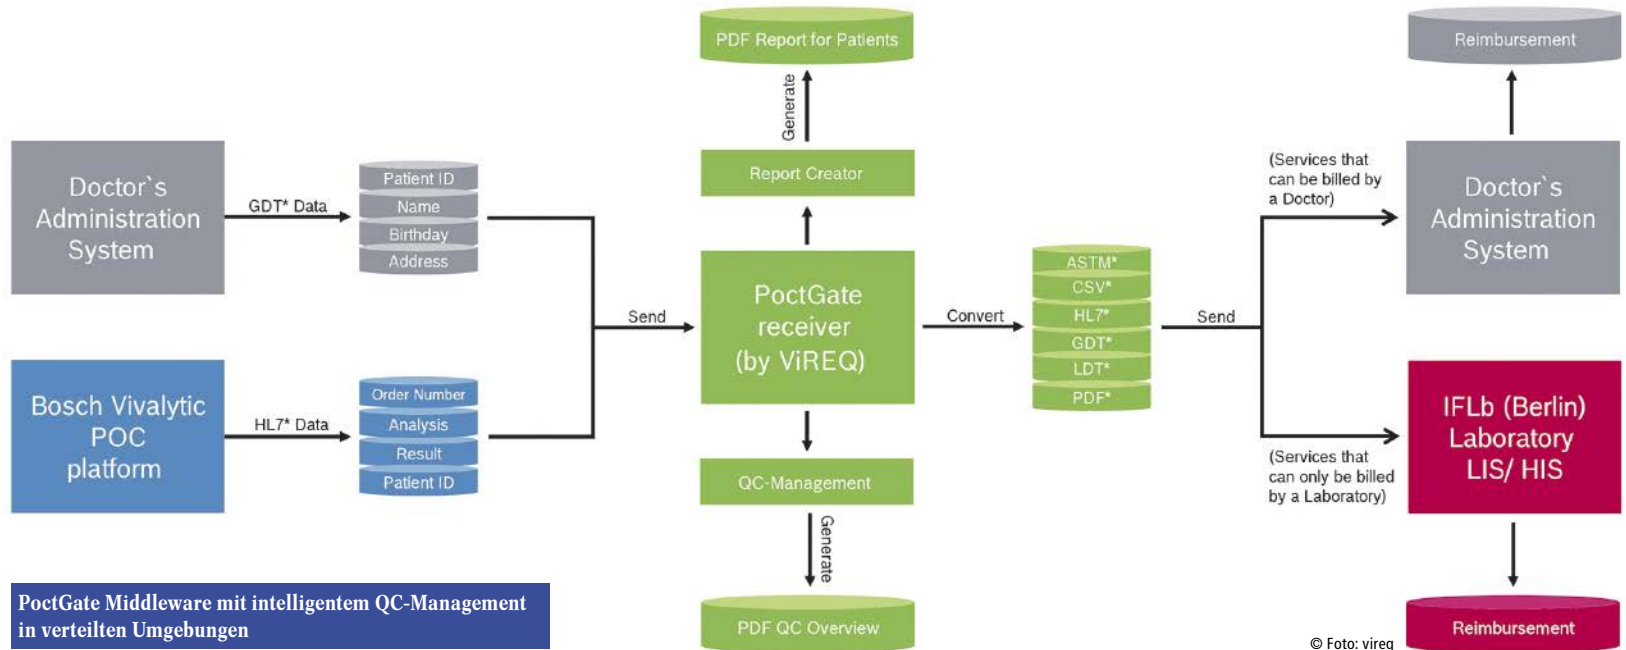 PDF Report for Patients
Generate
Report Creator
Doctor`s
Administration
System
GDT* Data
Patient ID
Name
Birthday
Address
Bosch Vivalytic
POC
platform
HL7* Data
Order Number
Analysis
Result
Patient ID
Send
PoctGate
receiver
(by ViREQ)
QC-Management
Generate
PDF QC Overview
Convert
ASTM*
CSV*
HL7*
GDT*
LDT*
PDF*
Send
(Services that
can be billed by
a Doctor)
Reimbursement
Doctor`s
Administration
System
(Services that
can only be billed
by a Laboratory)
IFLb (Berlin)
Laboratory
LIS/ HIS
Reimbursement
PoctGate Middleware mit intelligentem QC-Management
in verteilten Umgebungen
© Foto: vireq